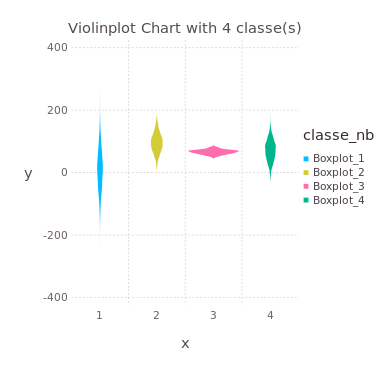 Violinplot Chart with 4 classe(s)
400
200
0
-200
-400
y
1 2 3 4
x
classe_nb
Boxplot_1
Boxplot_2
Boxplot_3
Boxplot_4